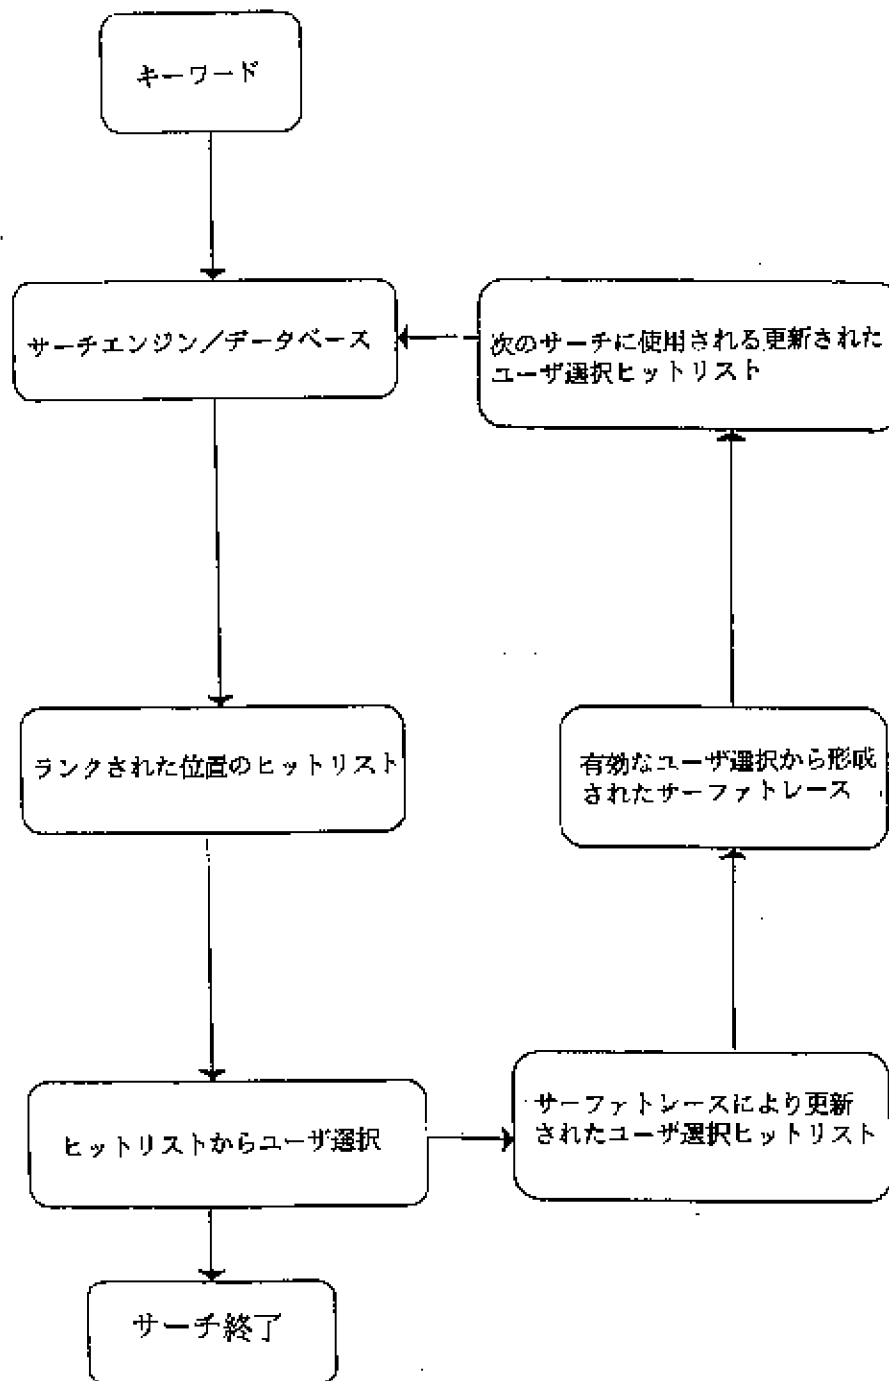 キーワード
サーチエンジン／データベース
次のサーチに使用される更新された
ユーザ選択ヒットリスト
ランクされた位置のヒットリスト
有効なユーザ選択から形成
されたサーファトレース
ヒットリストからユーザ選択
サーファトレースにより更新
されたユーザ選択ヒットリスト
サーチ終了